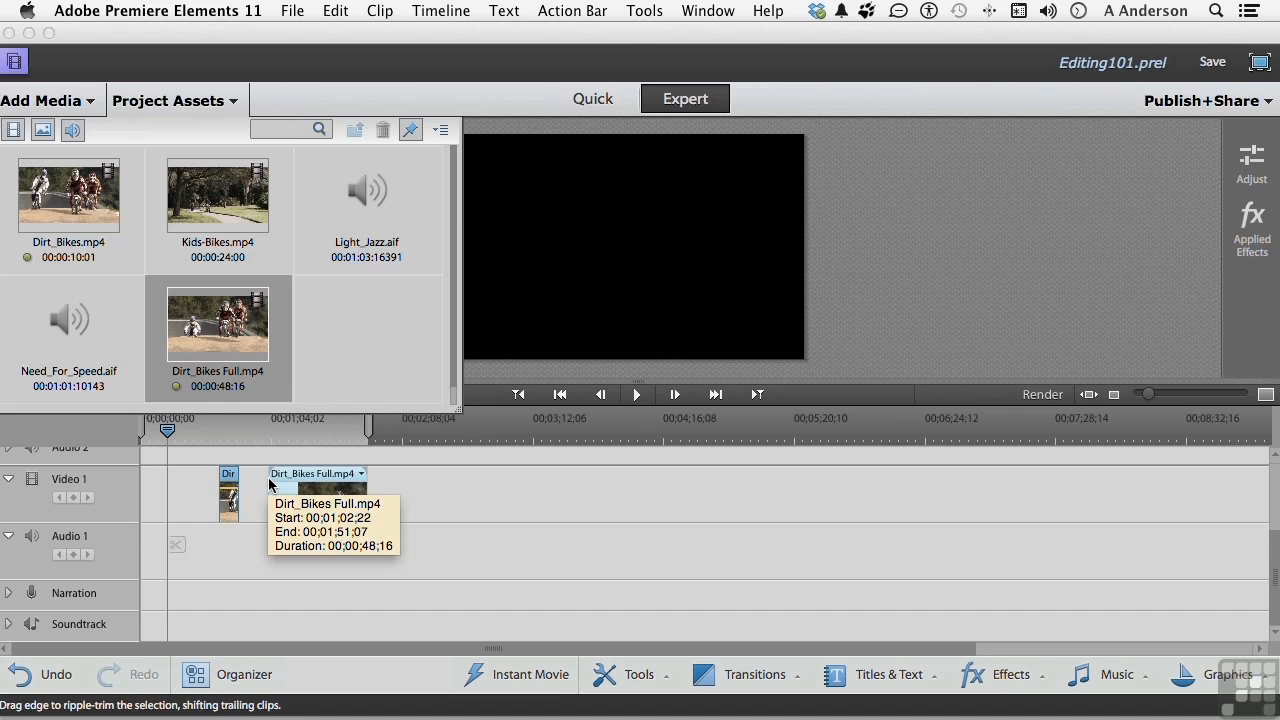 Adobe Premiere Elements 11 File Edit Clip Timeline Text Action Bar Tools Window Help A Anderson
Editing101.prel Save
Add Media Project Assets Quick Expert Publish+Share
Dirt_Bikes.mp4 Kids-Bikes.mp4 Light_Jazz.aif
00:00:10:01 00:00:24:00 00:01:03:16391
Adjust
Applied
Effects
Need_For_Speed.aif Dirt_Bikes Full.mp4
00:01:01:10143 00:00:48:16
Render
0;00;00;00 00;01;04;02 00;02;08;04 00;03;12;06 00;04;16;08 00;05;20;10 00;06;24;12 00;07;28;14 00;08;32;16
Audio 2
Video 1 Dir Dirt_Bikes Full.mp4
Dirt_Bikes Full.mp4
Start: 00;01;02;22
End: 00;01;51;07
Duration: 00;00;48;16
Audio 1
Narration
Soundtrack
Undo Redo Organizer Instant Movie Tools Transitions Titles & Text Effects Music Graphics
Drag edge to ripple-trim the selection, shifting trailing clips.